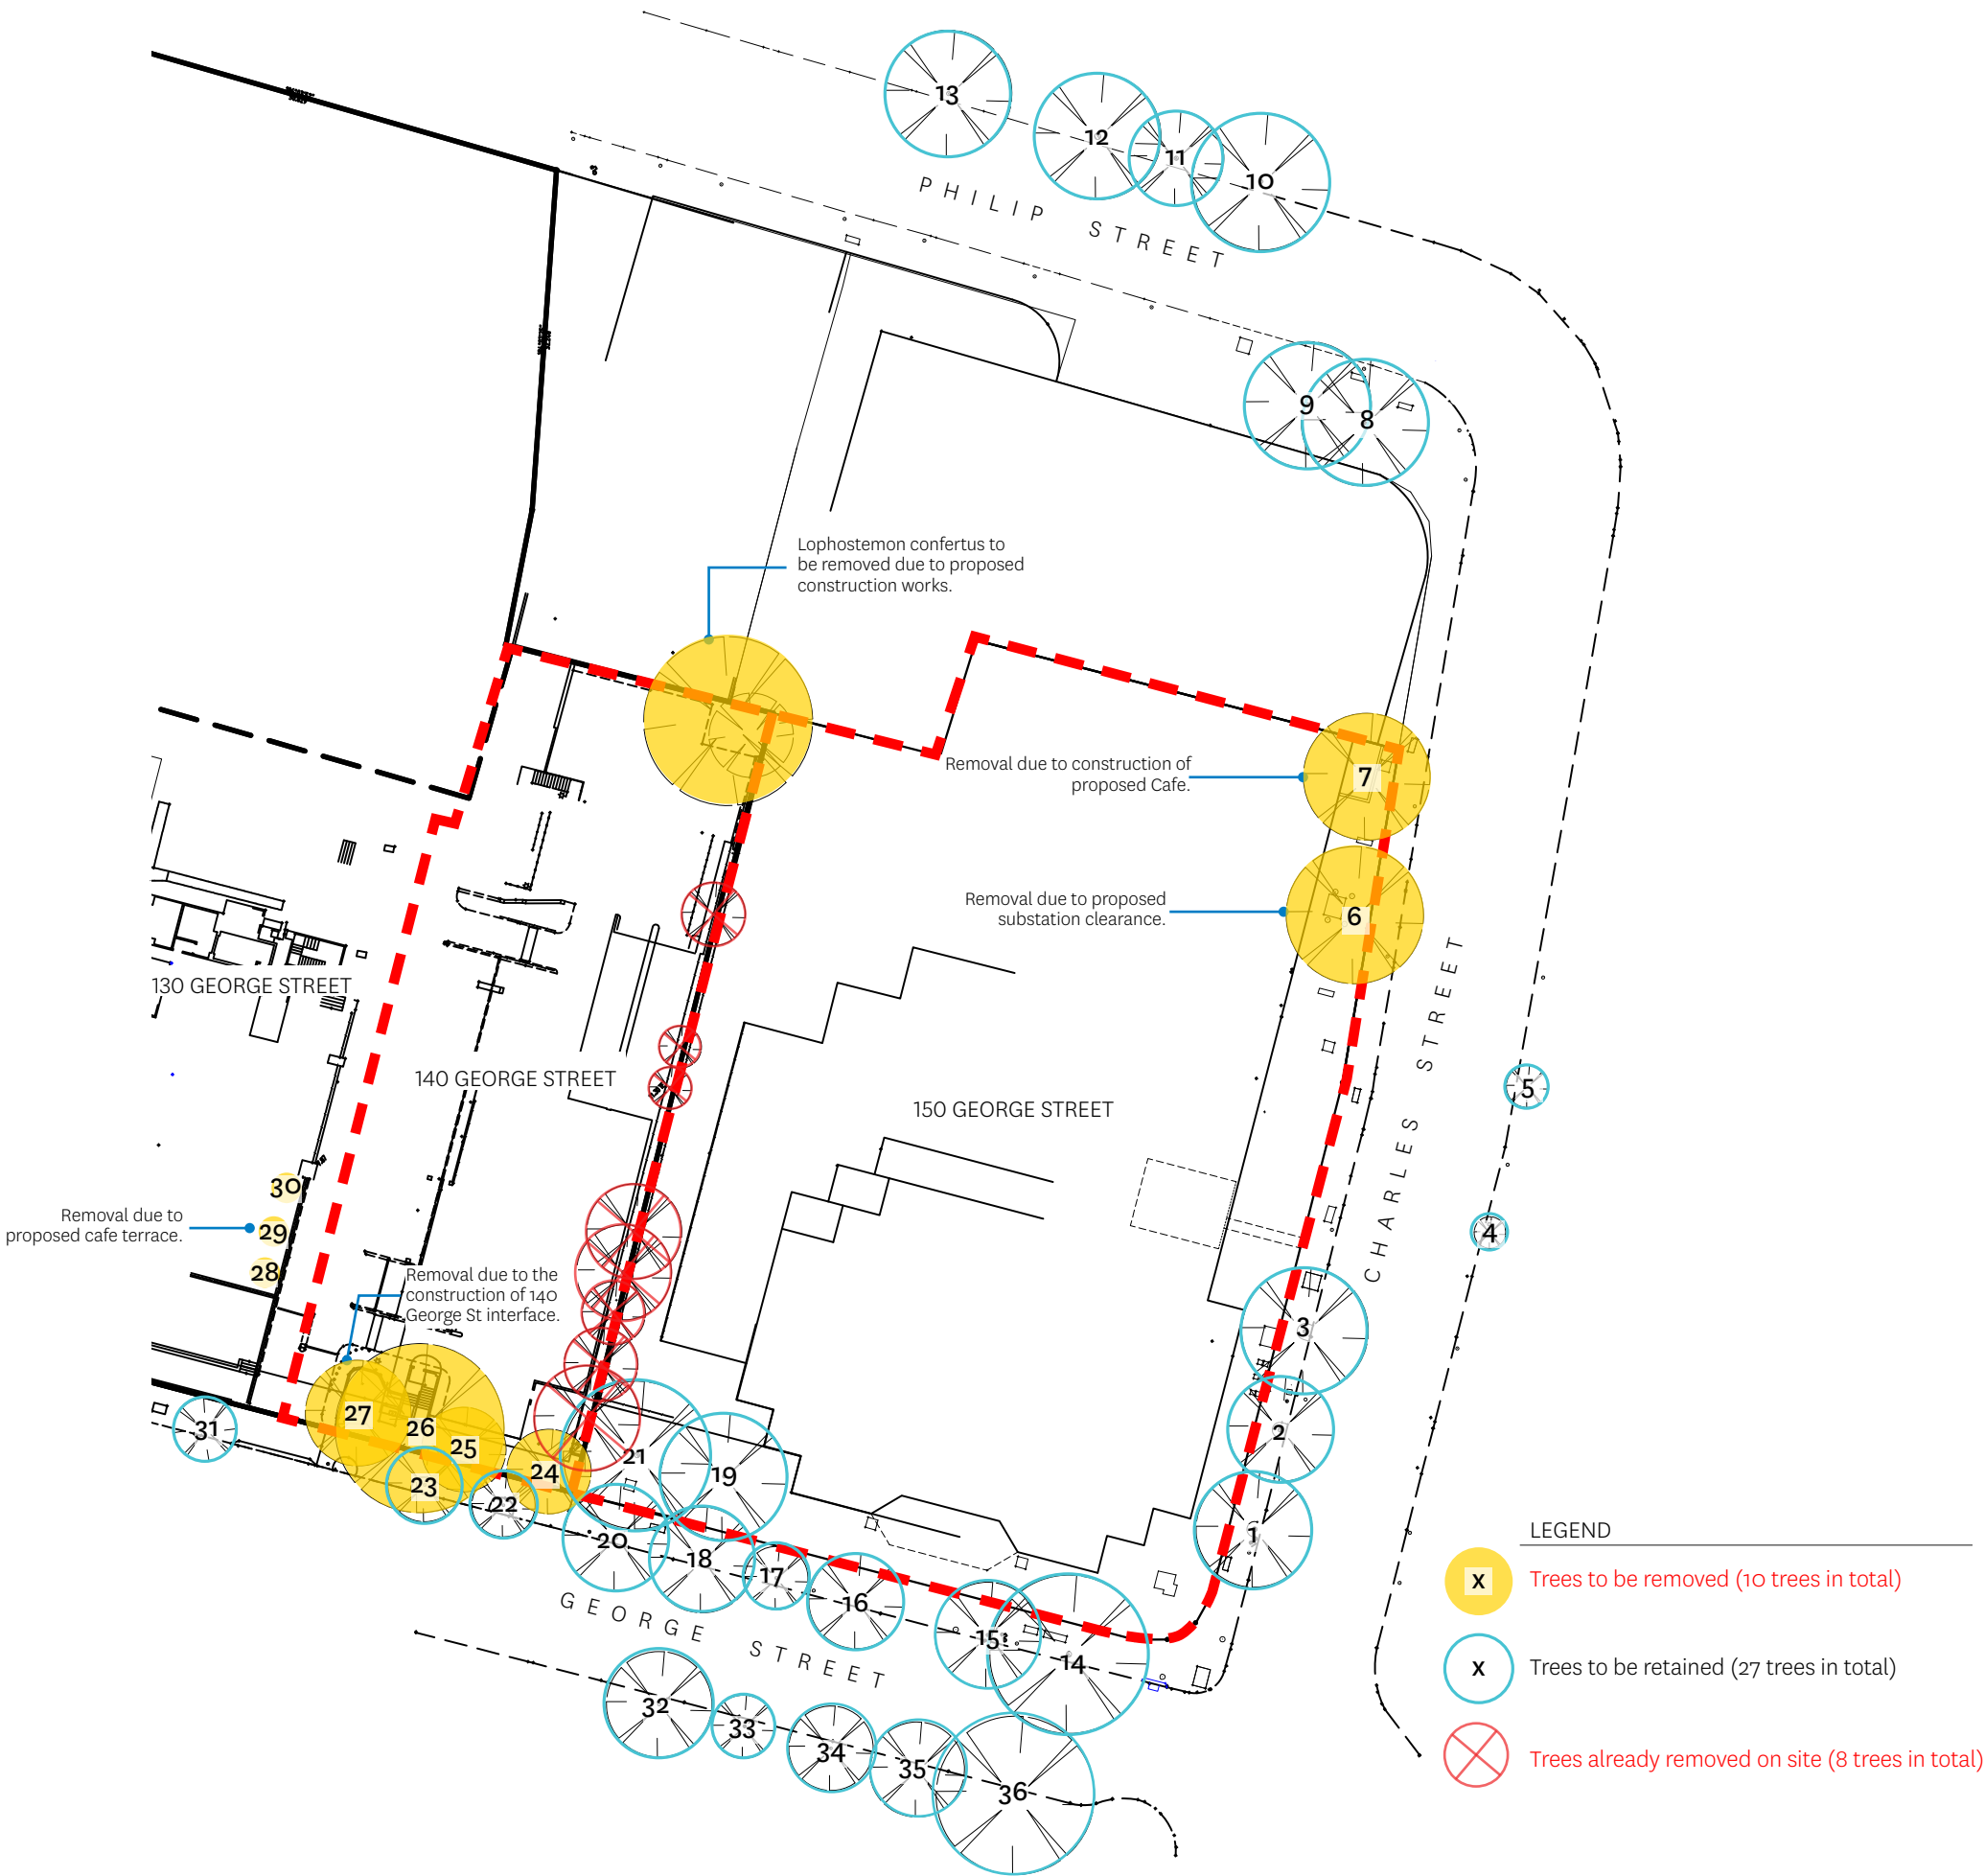 13
12
11
10
PHILIP STREET
9
8
Lophostemon confertus to
be removed due to proposed
construction works.
Removal due to construction of
proposed Cafe.
7
Removal due to proposed
substation clearance.
6
CHARLES STREET
130 GEORGE STREET
140 GEORGE STREET
150 GEORGE STREET
5
4
30
29
28
Removal due to
proposed cafe terrace.
Removal due to the
construction of 140
George St interface.
3
2
1
31
27
26
25
24
23
22
21
20
19
18
17
16
15
14
GEORGE STREET
32
33
34
35
36
LEGEND
X Trees to be removed (10 trees in total)
X Trees to be retained (27 trees in total)
Trees already removed on site (8 trees in total)